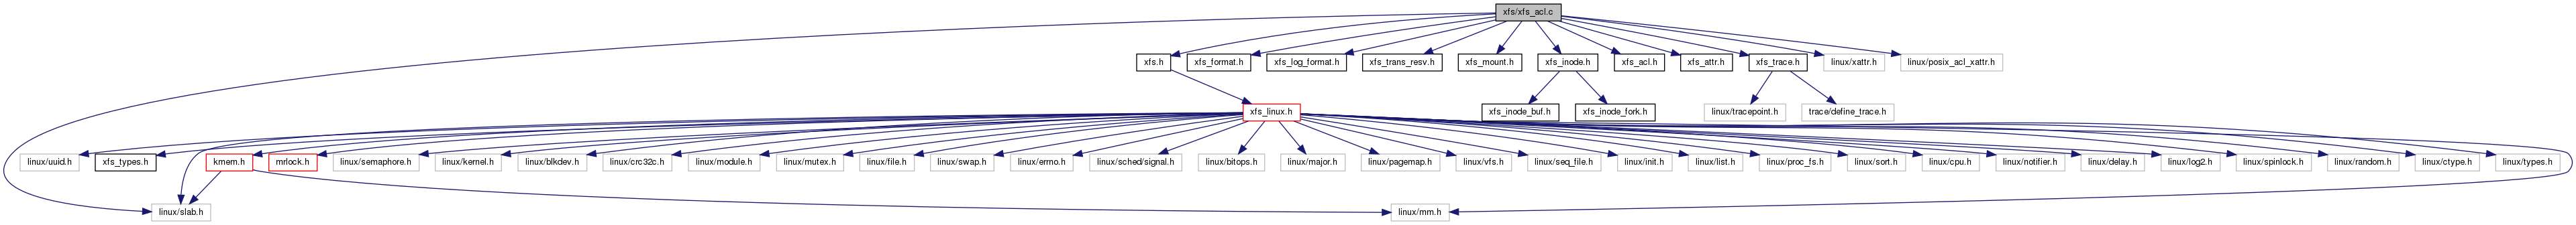 xfs/xfs_acl.c
xfs.h
xfs_format.h
xfs_log_format.h
xfs_trans_resv.h
xfs_mount.h
xfs_inode.h
xfs_acl.h
xfs_attr.h
xfs_trace.h
linux/xattr.h
linux/posix_acl_xattr.h
xfs_linux.h
xfs_inode_buf.h
xfs_inode_fork.h
linux/tracepoint.h
trace/define_trace.h
linux/uuid.h
xfs_types.h
kmem.h
mrlock.h
linux/semaphore.h
linux/kernel.h
linux/blkdev.h
linux/crc32c.h
linux/module.h
linux/mutex.h
linux/file.h
linux/swap.h
linux/errno.h
linux/sched/signal.h
linux/bitops.h
linux/major.h
linux/pagemap.h
linux/vfs.h
linux/seq_file.h
linux/init.h
linux/list.h
linux/proc_fs.h
linux/sort.h
linux/cpu.h
linux/notifier.h
linux/delay.h
linux/log2.h
linux/spinlock.h
linux/random.h
linux/ctype.h
linux/types.h
linux/slab.h
linux/mm.h